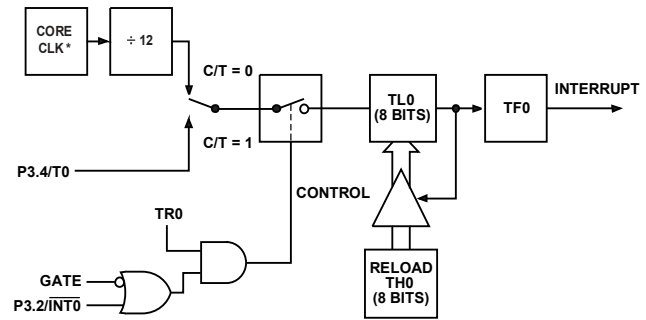 CORE
CLK*
÷ 12
C/T = 0
C/T = 1
P3.4/T0
TL0
(8 BITS)
TF0
INTERRUPT
CONTROL
TR0
GATE
P3.2/INT0
RELOAD
TH0
(8 BITS)